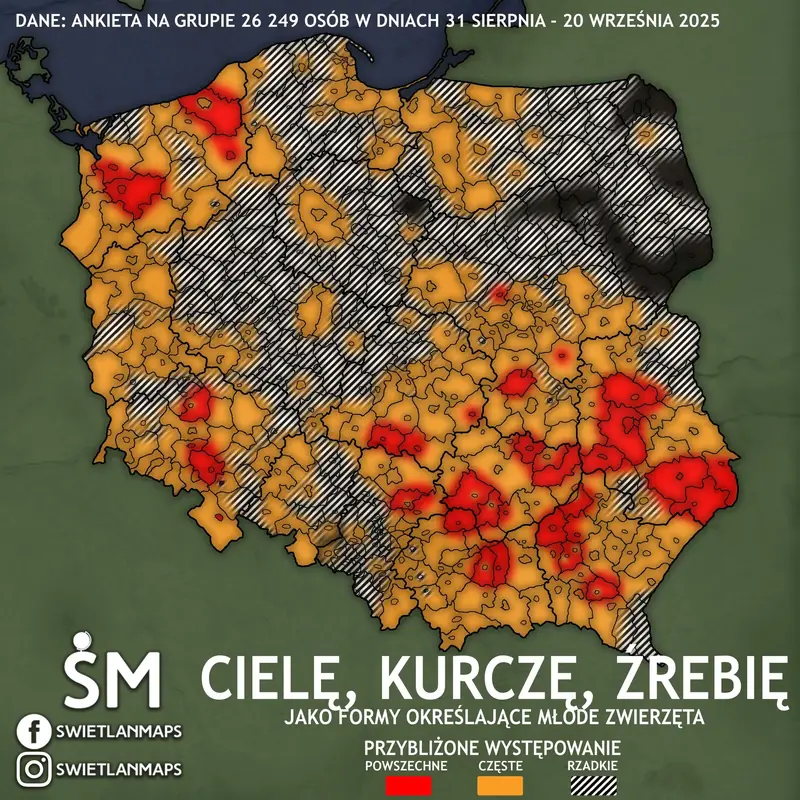 DANE: ANKIETA NA GRUPIE 26 249 OSÓB W DNIACH 31 SIERPNIA - 20 WRZEŚNIA 2025
ŚM
CIELĘ, KURCZĘ, ZREBIĘ
JAKO FORMY OKREŚLAJĄCE MŁODE ZWIERZĘTA
SWIETLANMAPS
SWIETLANMAPS
PRZYBLIŻONE WYSTĘPOWANIE
POWSZECHNE CZĘSTE RZADKIE